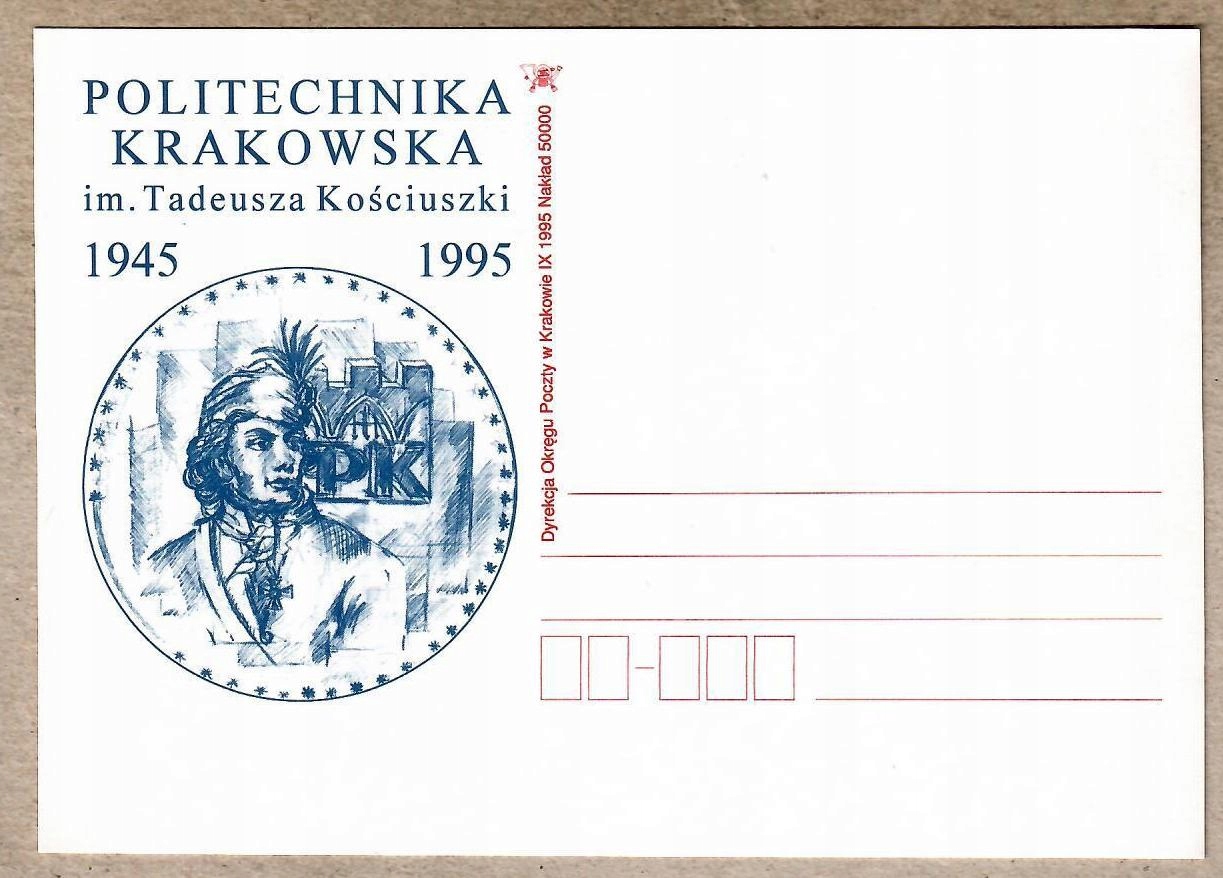 POLITECHNIKA
KRAKOWSKA
im. Tadeusza Kościuszki
1945 1995
PK
Dyrekcja Okręgu Poczty w Krakowie IX 1995 Nakład 50000